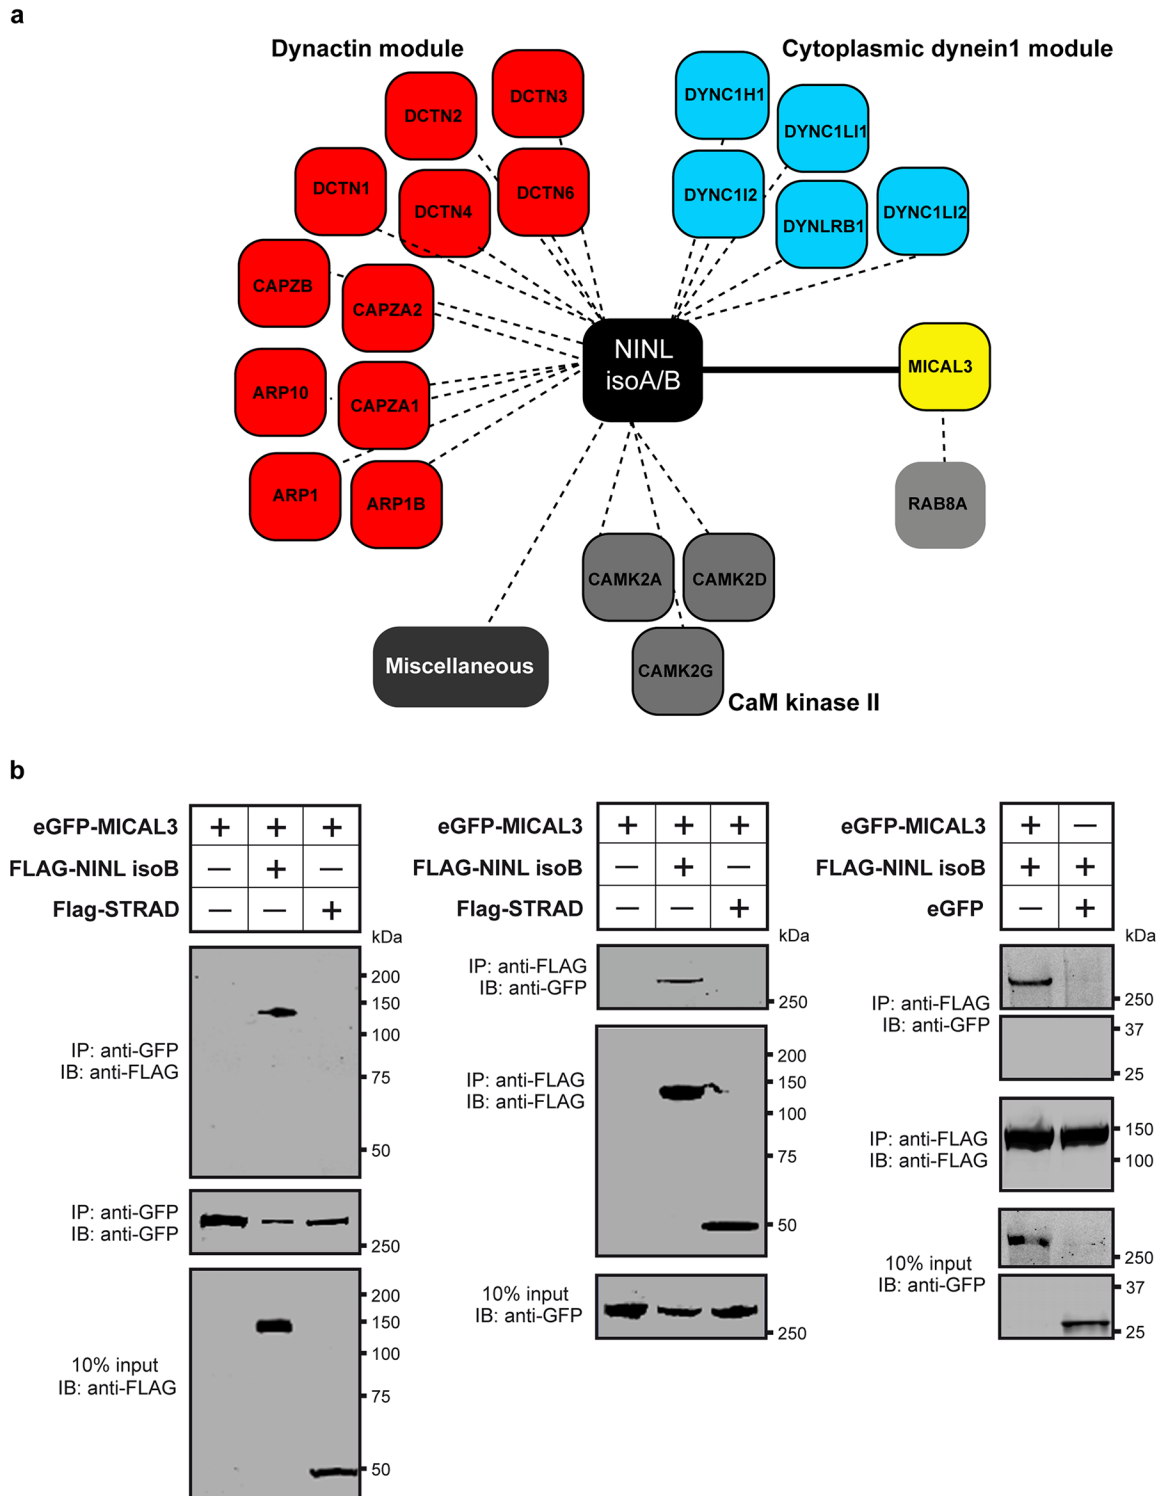 a
Dynactin module
Cytoplasmic dynein1 module
DCTN3
DCTN2
DYNC1H1
DYNC1LI1
DCTN1
DCTN4
DCTN6
DYNC1I2
DYNLRB1
DYNC1LI2
CAPZB
CAPZA2
NINL
isoA/B
MICAL3
ARP10
CAPZA1
ARP1
ARP1B
RAB8A
CAMK2A
CAMK2D
Miscellaneous
CAMK2G
CaM kinase II
b
eGFP-MICAL3 + + +
FLAG-NINL isoB — + —
Flag-STRAD — — +
kDa
IP: anti-GFP
IB: anti-FLAG
200
150
100
75
50
IP: anti-GFP
IB: anti-GFP
250
10% input
IB: anti-FLAG
200
150
100
75
50
eGFP-MICAL3 + + +
FLAG-NINL isoB — + —
Flag-STRAD — — +
kDa
IP: anti-FLAG
IB: anti-GFP
250
IP: anti-FLAG
IB: anti-FLAG
200
150
100
75
50
10% input
IB: anti-GFP
250
eGFP-MICAL3 + —
FLAG-NINL isoB + +
eGFP — +
kDa
IP: anti-FLAG
IB: anti-GFP
250
37
25
IP: anti-FLAG
IB: anti-FLAG
150
100
10% input
IB: anti-GFP
250
37
25